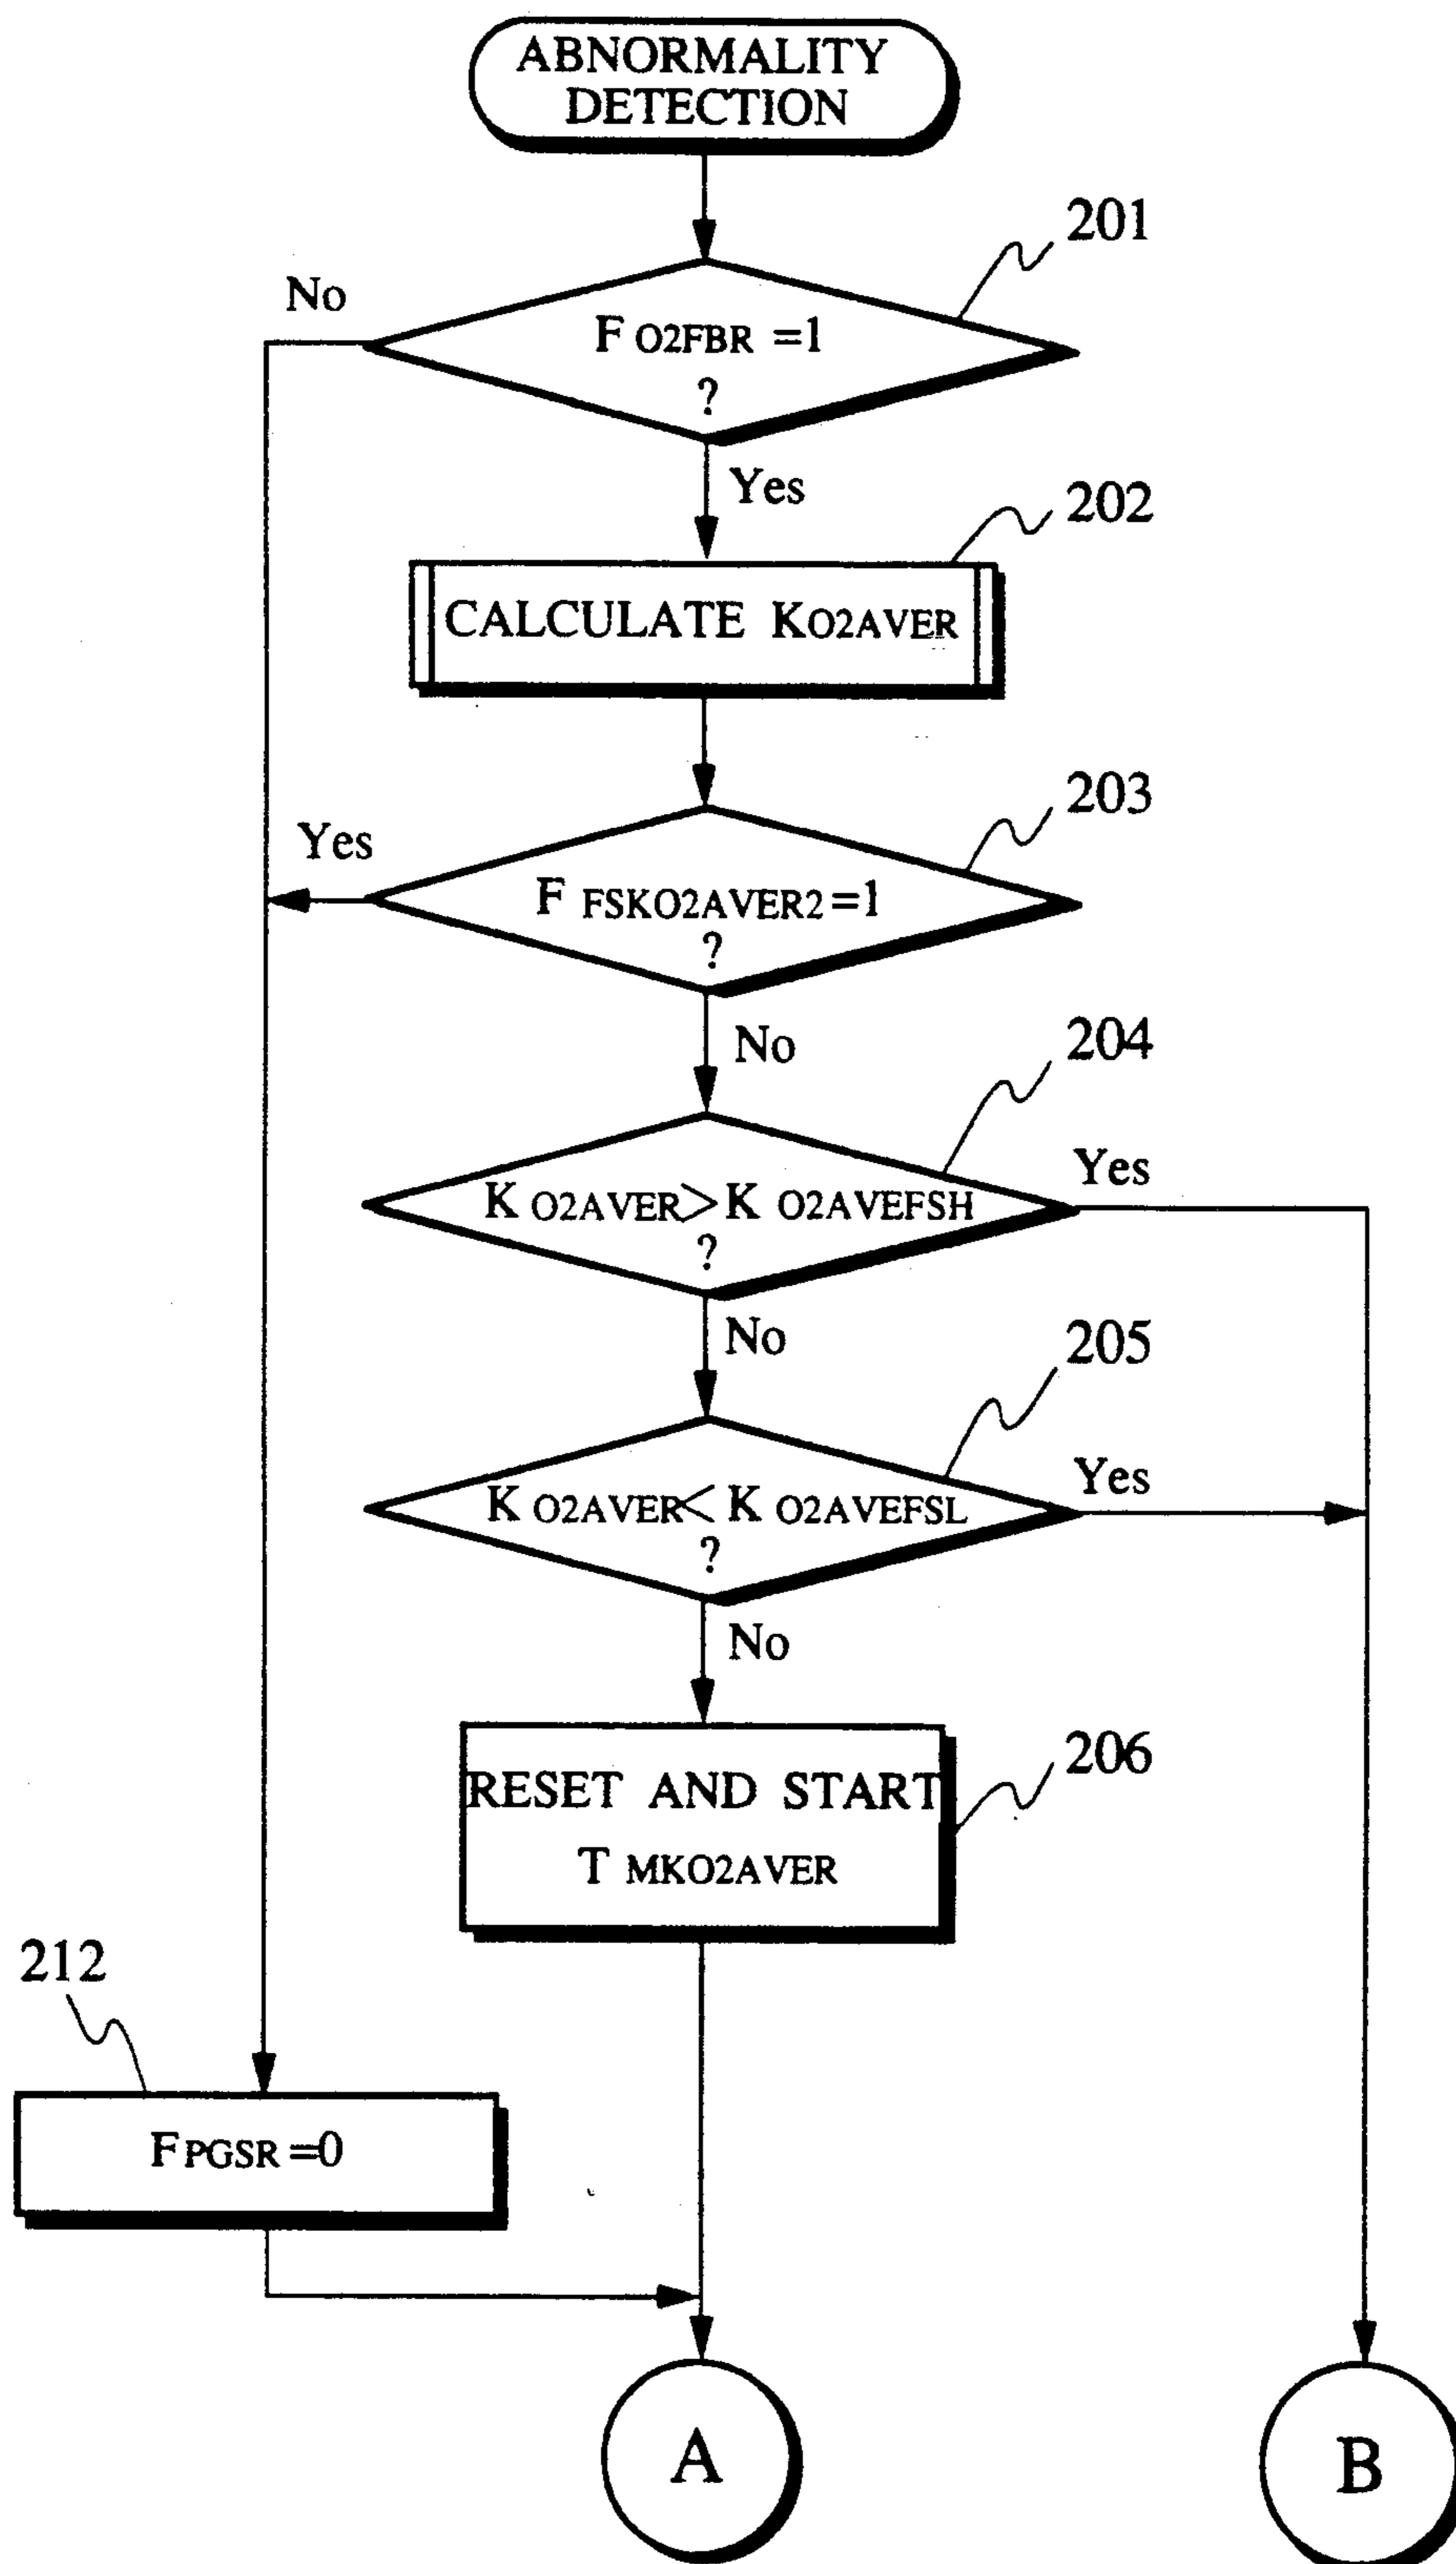 ABNORMALITY
DETECTION
201
No
F O2FBR =1
?
Yes
202
CALCULATE KO2AVER
203
Yes
F FSKO2AVER2=1
?
No
204
Yes
K O2AVER>K O2AVEFSH
?
No
205
Yes
K O2AVER<K O2AVEFSL
?
No
206
RESET AND START
T MKO2AVER
212
FPGSR=0
A
B